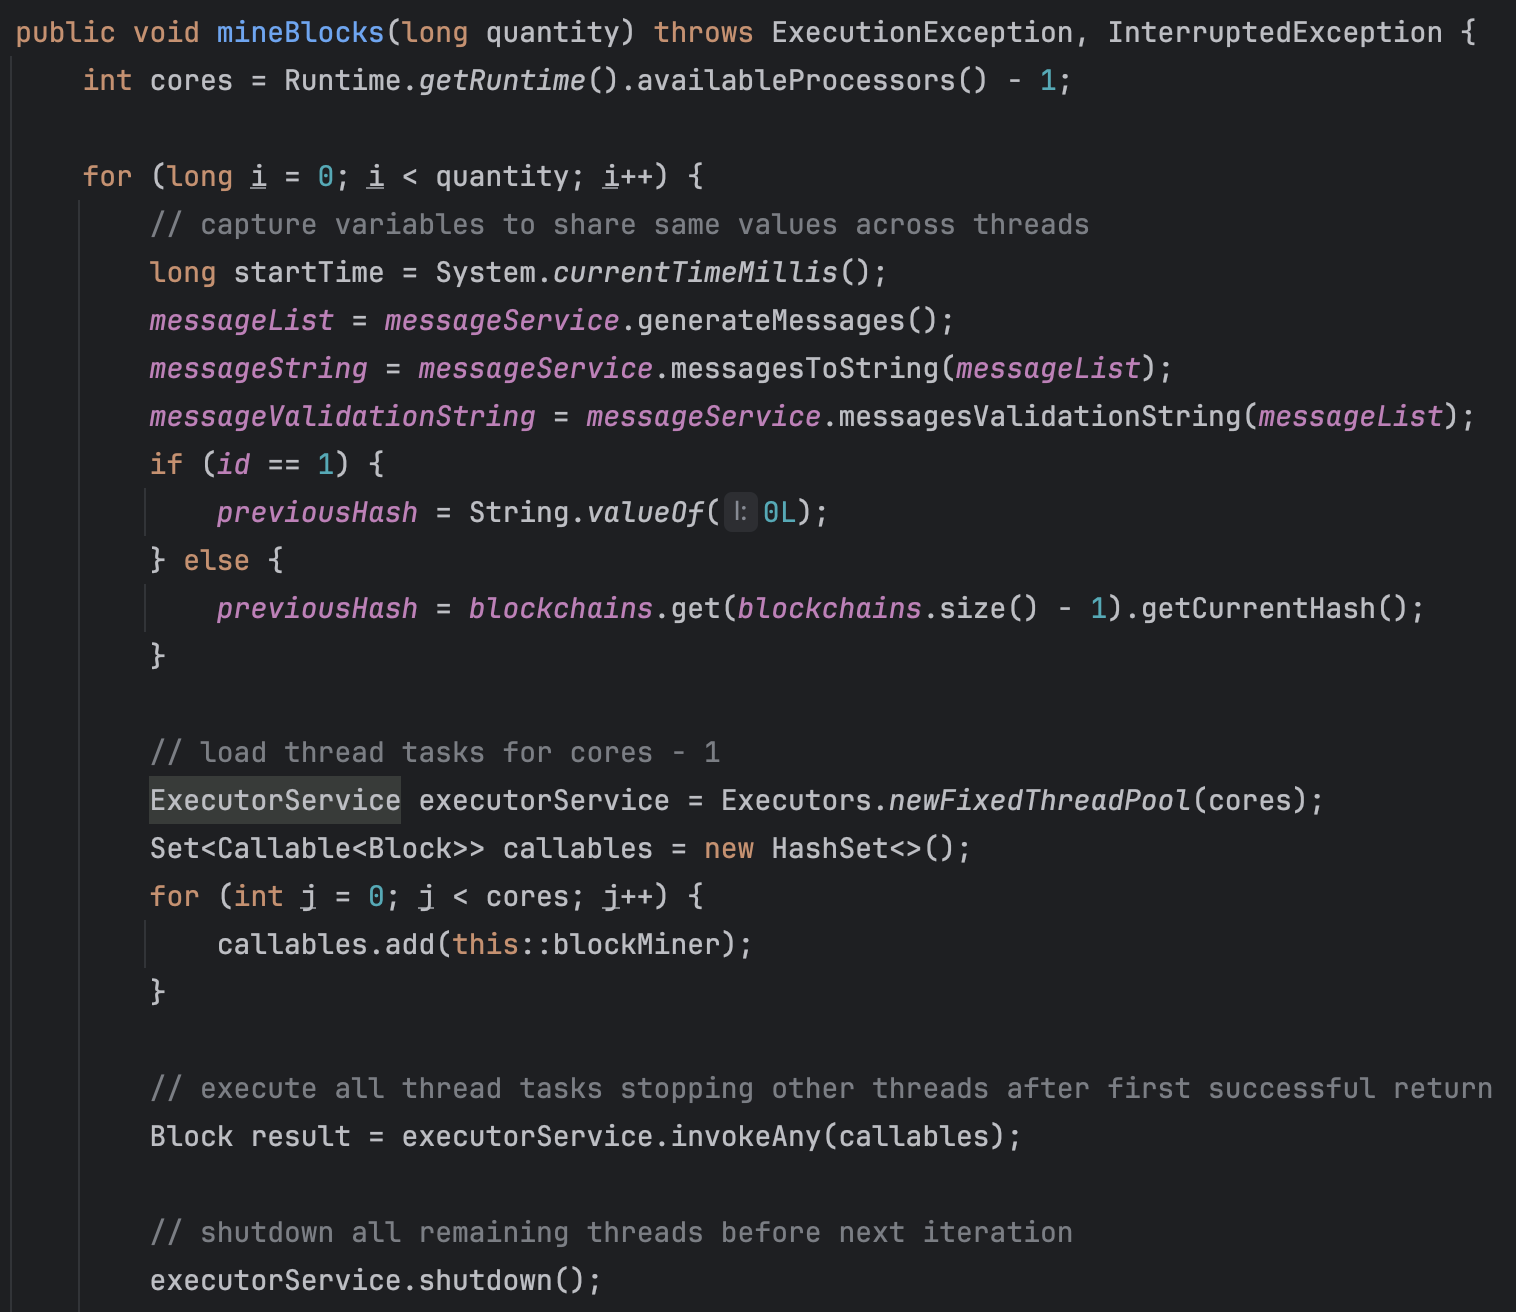 public void mineBlocks(long quantity) throws ExecutionException, InterruptedException {
    int cores = Runtime.getRuntime().availableProcessors() - 1;
    for (long i = 0; i < quantity; i++) {
        // capture variables to share same values across threads
        long startTime = System.currentTimeMillis();
        messageList = messageService.generateMessages();
        messageString = messageService.messagesToString(messageList);
        messageValidationString = messageService.messagesValidationString(messageList);
        if (id == 1) {
            previousHash = String.valueOf( l: 0L);
        } else {
            previousHash = blockchains.get(blockchains.size() - 1).getCurrentHash();
        }
        // load thread tasks for cores - 1
        ExecutorService executorService = Executors.newFixedThreadPool(cores);
        Set<Callable<Block>> callables = new HashSet<>();
        for (int j = 0; j < cores; j++) {
            callables.add(this::blockMiner);
        }
        // execute all thread tasks stopping other threads after first successful return
        Block result = executorService.invokeAny(callables);
        // shutdown all remaining threads before next iteration
        executorService.shutdown();